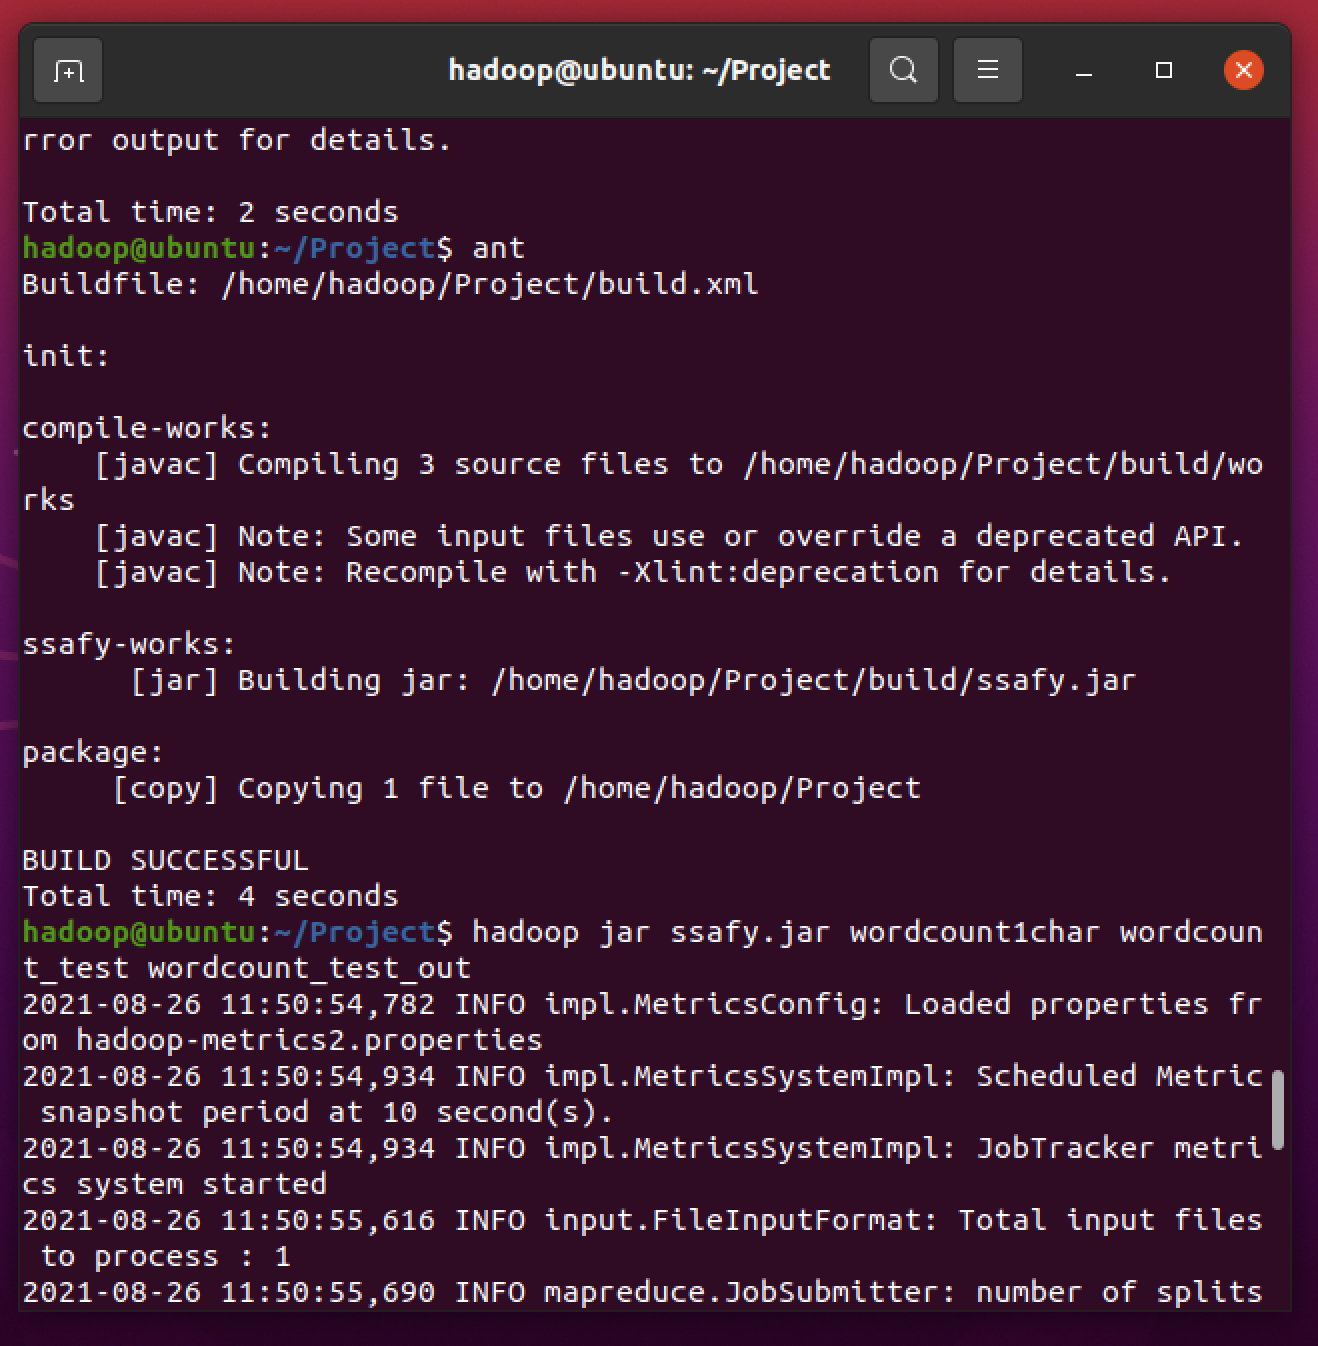 hadoop@ubuntu: ~/Project
rror output for details.
Total time: 2 seconds
hadoop@ubuntu:~/Project$ ant
Buildfile: /home/hadoop/Project/build.xml
init:
compile-works:
[javac] Compiling 3 source files to /home/hadoop/Project/build/wo
rks
[javac] Note: Some input files use or override a deprecated API.
[javac] Note: Recompile with -Xlint:deprecation for details.
ssafy-works:
[jar] Building jar: /home/hadoop/Project/build/ssafy.jar
package:
[copy] Copying 1 file to /home/hadoop/Project
BUILD SUCCESSFUL
Total time: 4 seconds
hadoop@ubuntu:~/Project$ hadoop jar ssafy.jar wordcount1char wordcoun
t_test wordcount_test_out
2021-08-26 11:50:54,782 INFO impl.MetricsConfig: Loaded properties fr
om hadoop-metrics2.properties
2021-08-26 11:50:54,934 INFO impl.MetricsSystemImpl: Scheduled Metric
snapshot period at 10 second(s).
2021-08-26 11:50:54,934 INFO impl.MetricsSystemImpl: JobTracker metri
cs system started
2021-08-26 11:50:55,616 INFO input.FileInputFormat: Total input files
to process : 1
2021-08-26 11:50:55,690 INFO mapreduce.JobSubmitter: number of splits